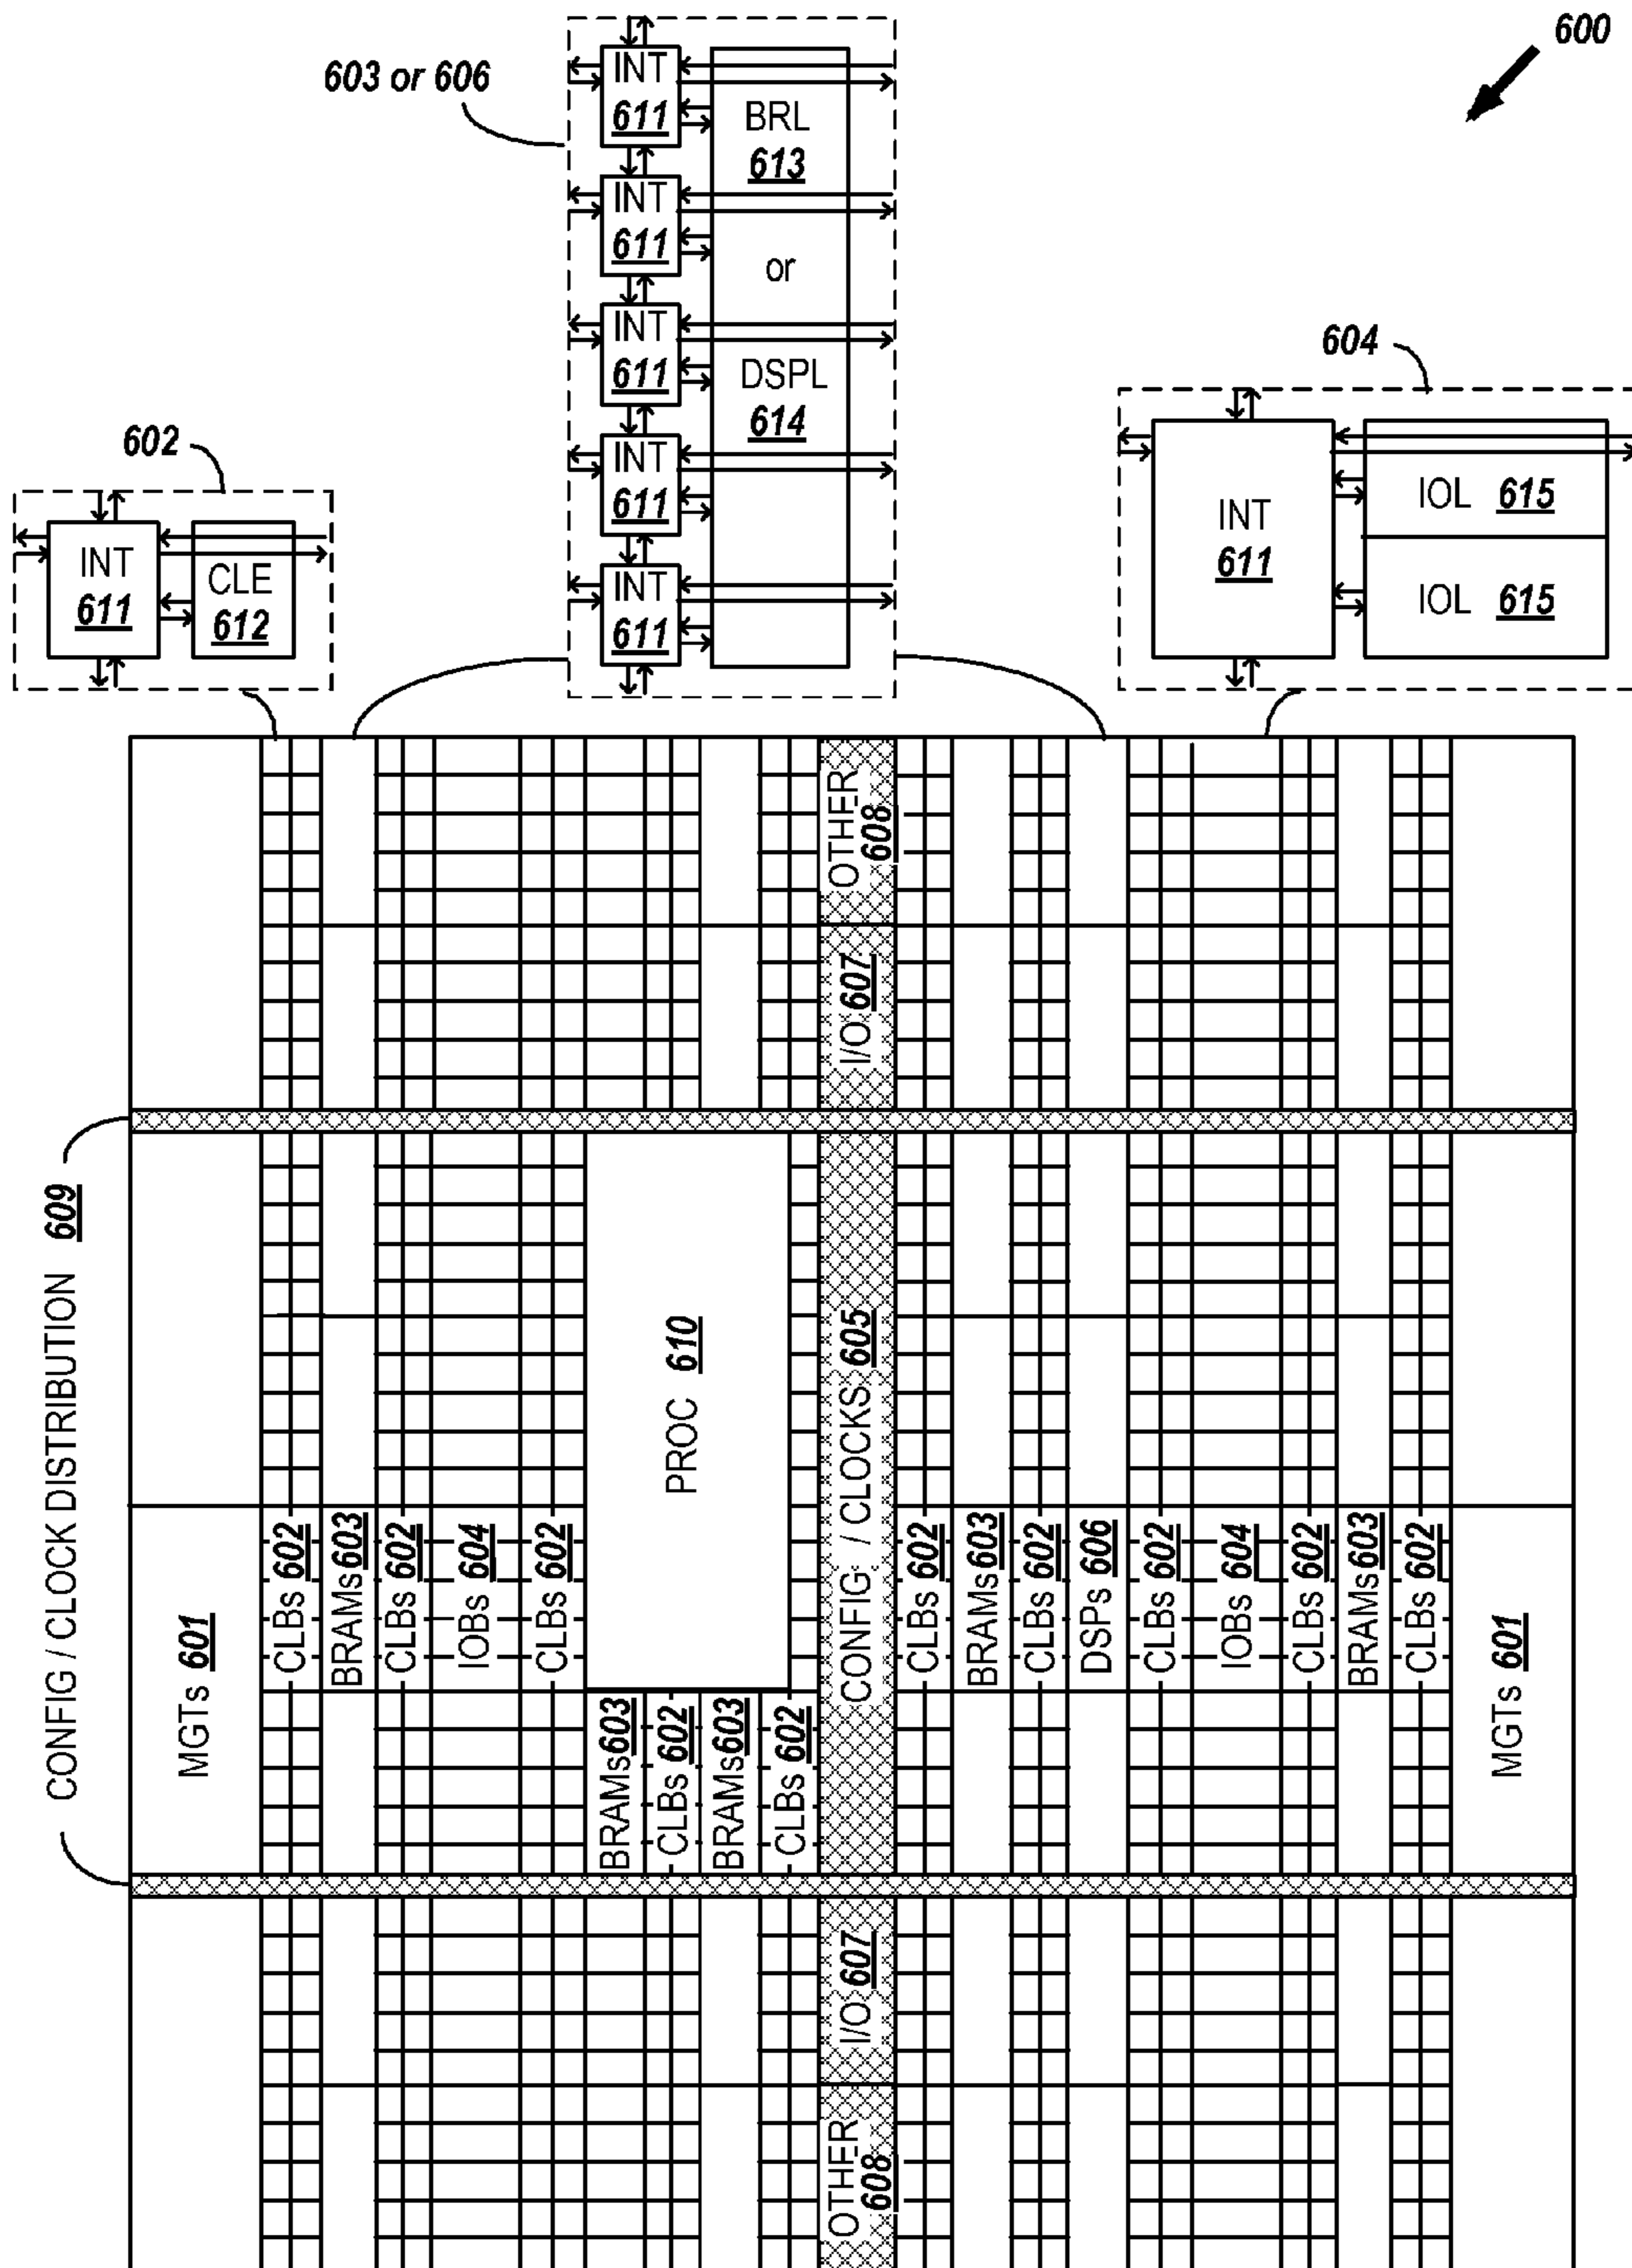 600
603 or 606
INT
611
INT
611
INT
611
INT
611
INT
611
BRL
613
or
DSPL
614
604
INT
611
IOL 615
IOL 615
602
INT
611
CLE
612
OTHER
608
I/O 607
CONFIG / CLOCK DISTRIBUTION 609
PROC 610
CONFIG / CLOCKS 605
MGTs 601
CLBs 602
BRAMs 603
CLBs 602
IOBs 604
CLBs 602
BRAMs 603
CLBs 602
BRAMs 603
CLBs 602
CLBs 602
BRAMs 603
CLBs 602
DSPs 606
CLBs 602
IOBs 604
CLBs 602
BRAMs 603
CLBs 602
MGTs 601
I/O 607
OTHER
608